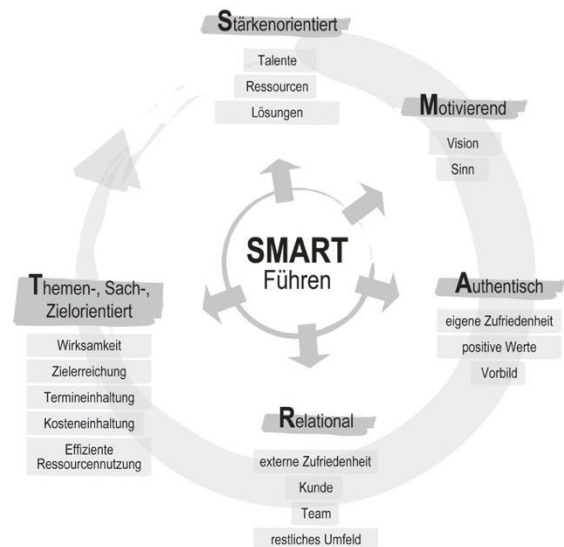 Stärkenorientiert
Talente
Ressourcen
Lösungen
Motivierend
Vision
Sinn
SMART
Führen
Authentisch
eigene Zufriedenheit
positive Werte
Vorbild
Relational
externe Zufriedenheit
Kunde
Team
restliches Umfeld
Themen-, Sach-,
Zielorientiert
Wirksamkeit
Zielerreichung
Termineinhaltung
Kosteneinhaltung
Effiziente
Ressourcennutzung